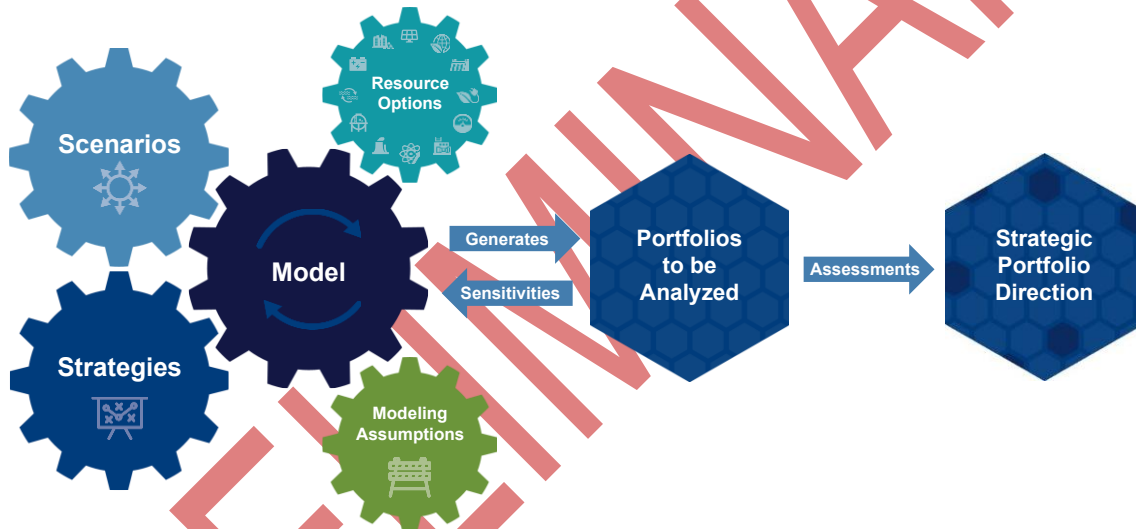 Scenarios
Resource
Options
Model
Strategies
Modeling
Assumptions
Generates
Sensitivities
Portfolios
to be
Analyzed
Assessments
Strategic
Portfolio
Direction